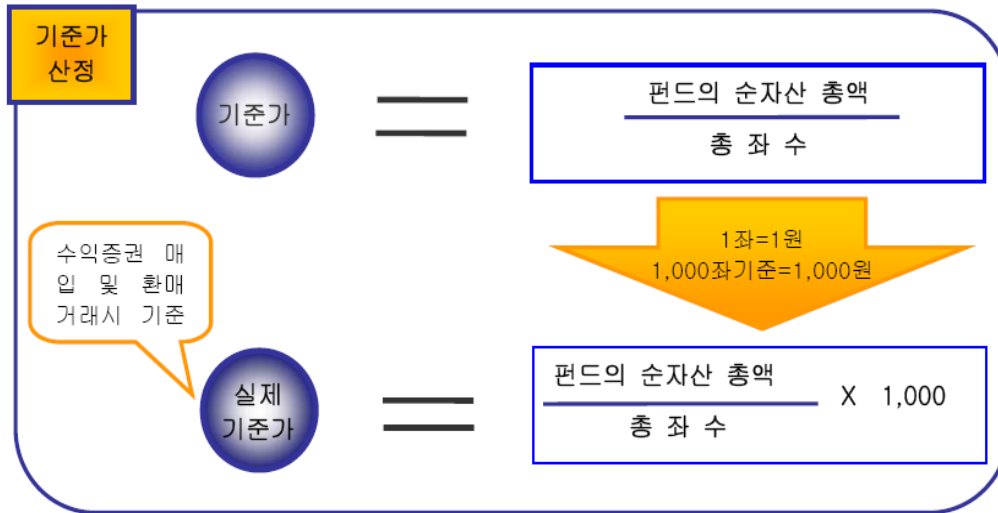 기준가
산정
기준가
펀드의 순자산 총액
총 좌 수
1좌=1원
1,000좌기준=1,000원
수익증권 매
입 및 환매
거래시 기준
실제
기준가
펀드의 순자산 총액
총 좌 수
X 1,000